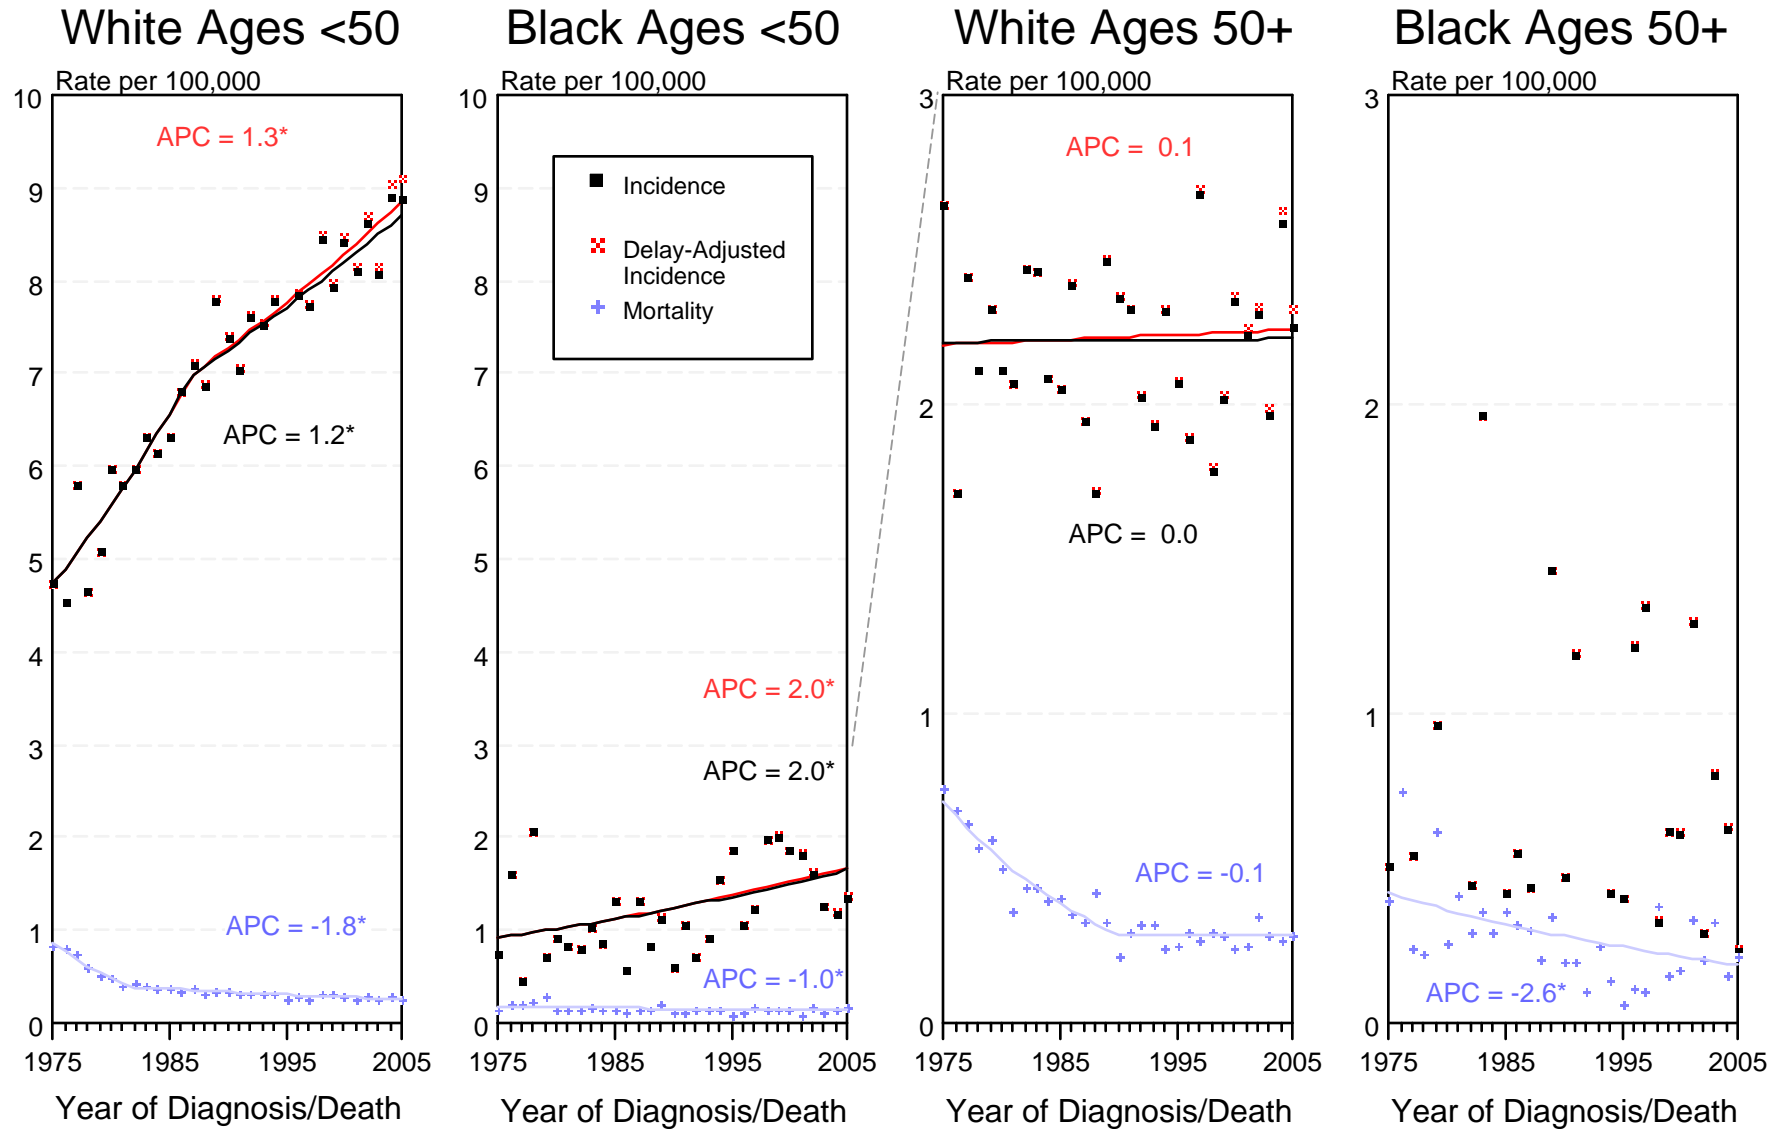 White Ages <50
Black Ages <50
White Ages 50+
Black Ages 50+
Rate per 100,000
Rate per 100,000
Rate per 100,000
Rate per 100,000
10
9
8
7
6
5
4
3
2
1
0
APC = 1.3*
APC = 1.2*
APC = -1.8*
1975
1985
1995
2005
Year of Diagnosis/Death
10
9
8
7
6
5
4
3
2
1
0
Incidence
Delay-Adjusted
Incidence
Mortality
APC = 2.0*
APC = 2.0*
APC = -1.0*
1975
1985
1995
2005
Year of Diagnosis/Death
3
2
1
0
APC = 0.1
APC = 0.0
APC = -0.1
1975
1985
1995
2005
Year of Diagnosis/Death
3
2
1
0
APC = -2.6*
1975
1985
1995
2005
Year of Diagnosis/Death